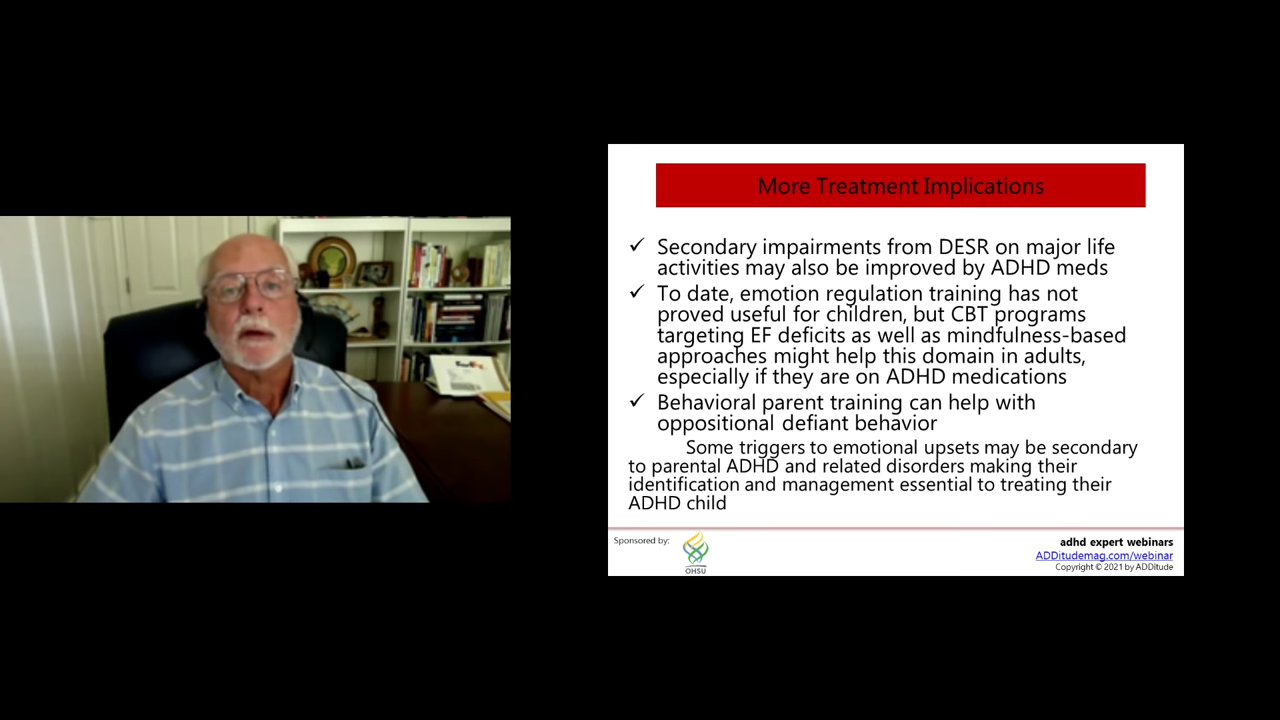 More Treatment Implications
✓ Secondary impairments from DESR on major life
activities may also be improved by ADHD meds
✓ To date, emotion regulation training has not
proved useful for children, but CBT programs
targeting EF deficits as well as mindfulness-based
approaches might help this domain in adults,
especially if they are on ADHD medications
✓ Behavioral parent training can help with
oppositional defiant behavior
Some triggers to emotional upsets may be secondary
to parental ADHD and related disorders making their
identification and management essential to treating their
ADHD child
Sponsored by:
OHSU
adhd expert webinars
ADDitudemag.com/webinar
Copyright © 2021 by ADDitude